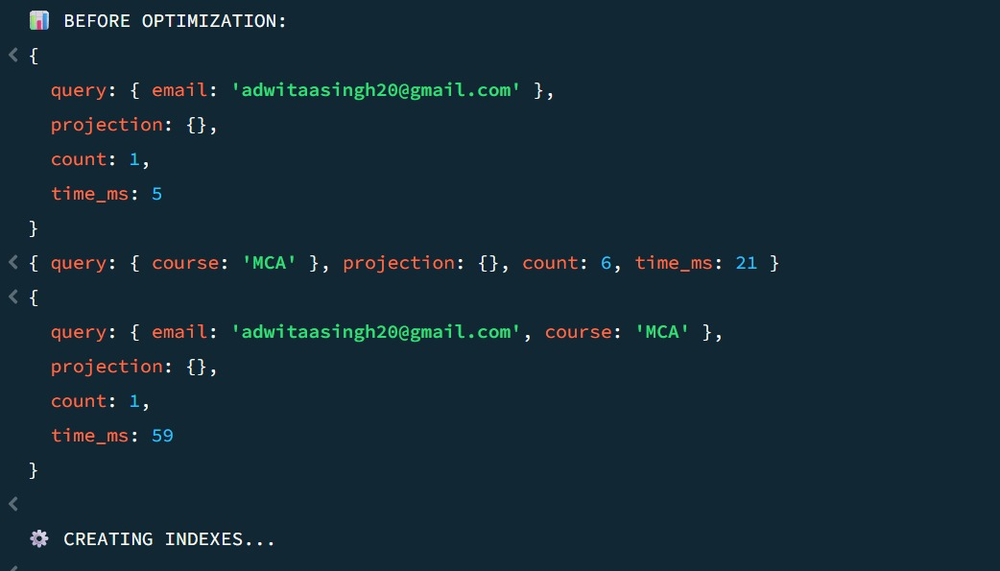 📊 BEFORE OPTIMIZATION:
< {
query: { email: 'adwitaasingh20@gmail.com' },
projection: {},
count: 1,
time_ms: 5
}
< { query: { course: 'MCA' }, projection: {}, count: 6, time_ms: 21 }
< {
query: { email: 'adwitaasingh20@gmail.com', course: 'MCA' },
projection: {},
count: 1,
time_ms: 59
}
<
⚙️ CREATING INDEXES...